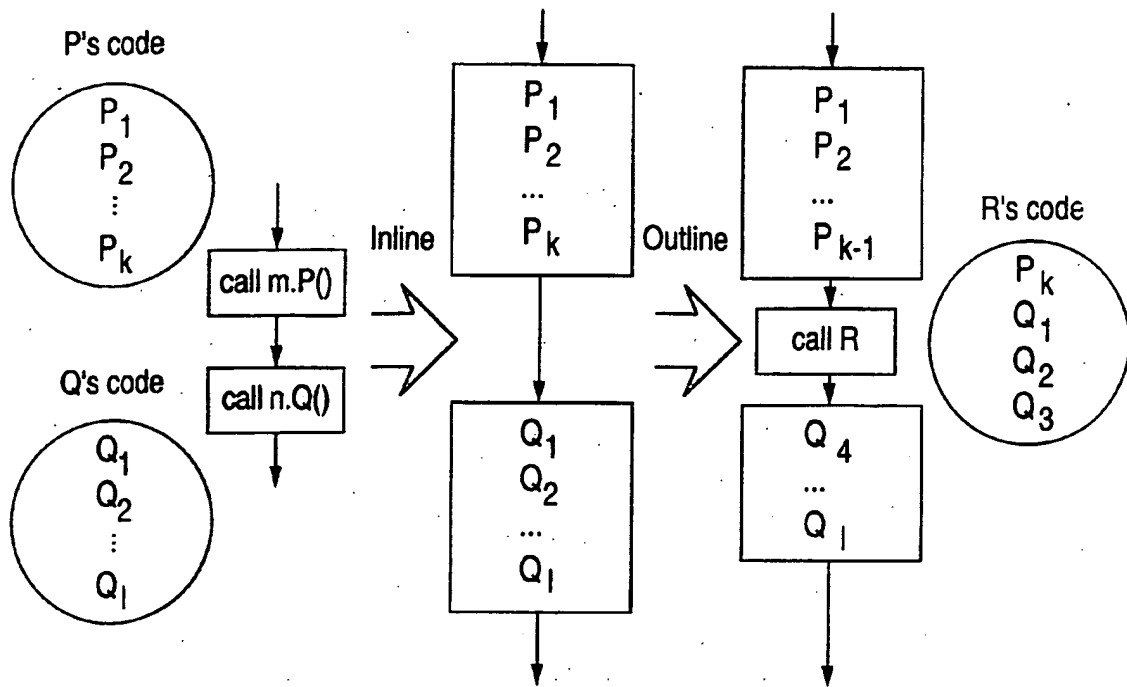 P's code
P1
P2
...
Pk
call m.P()
call n.Q()
Q's code
Q1
Q2
...
Ql
Inline
P1
P2
...
Pk
Q1
Q2
...
Ql
Outline
P1
P2
...
Pk-1
call R
Q4
...
Ql
R's code
Pk
Q1
Q2
Q3